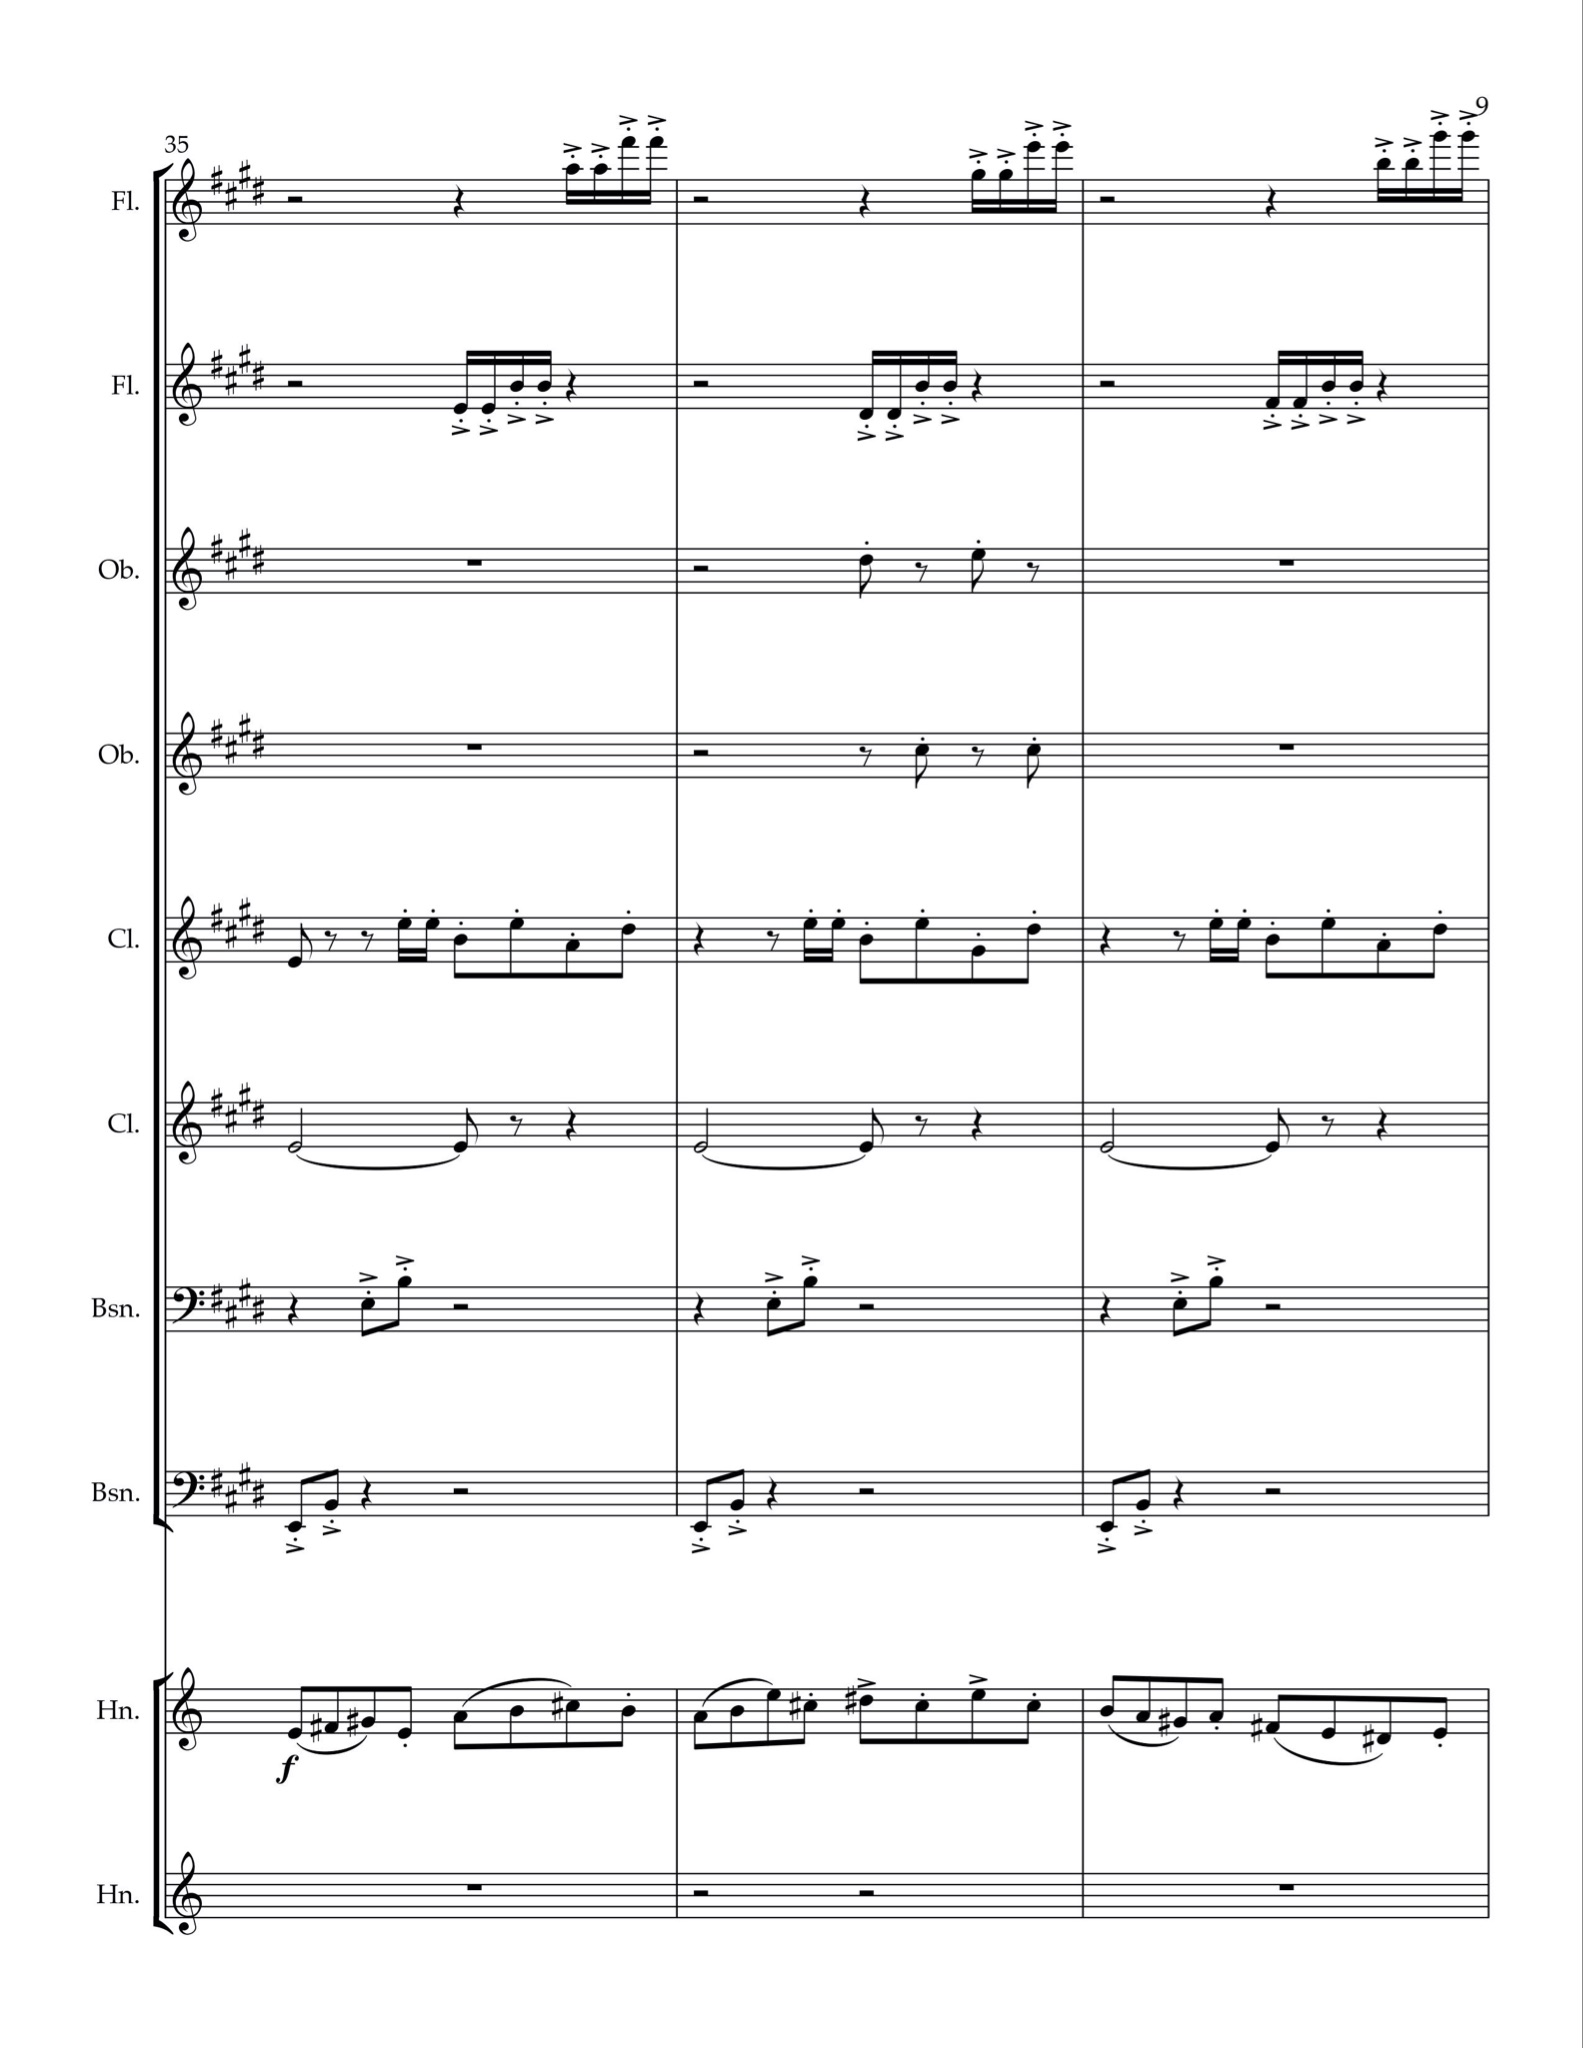 9
35
Fl.
Fl.
Ob.
Ob.
Cl.
Cl.
Bsn.
Bsn.
Hn.
f
Hn.